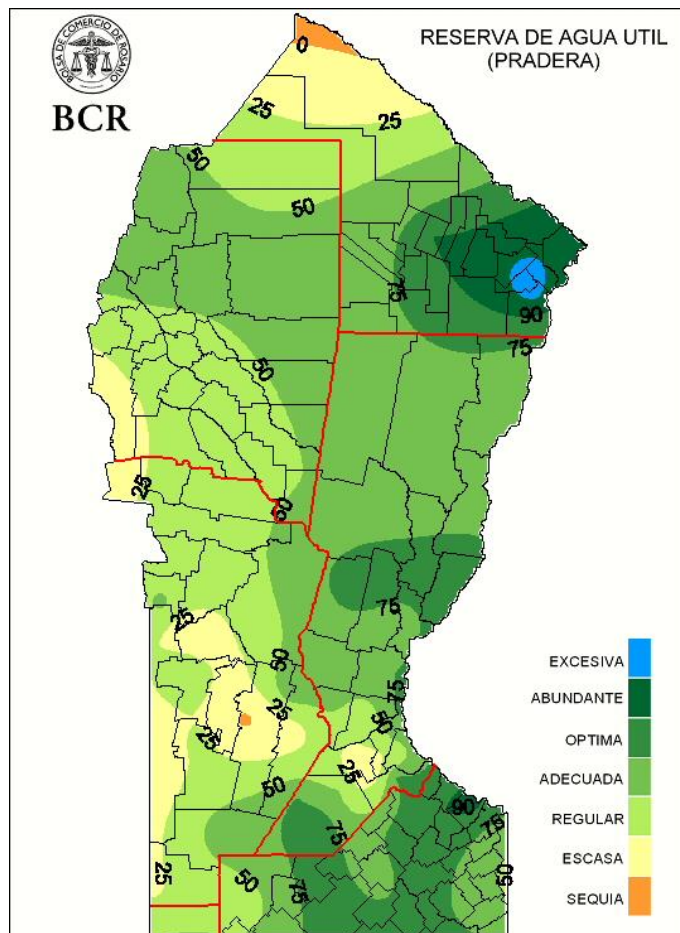 BOLSA DE COMERCIO DE ROSARIO
BCR
RESERVA DE AGUA UTIL
(PRADERA)
0
25
25
50
50
75
90
75
50
25
50
75
25
50
25
75
50
25
25
50
75
90
75
25
50
75
50
EXCESIVA
ABUNDANTE
OPTIMA
ADECUADA
REGULAR
ESCASA
SEQUIA